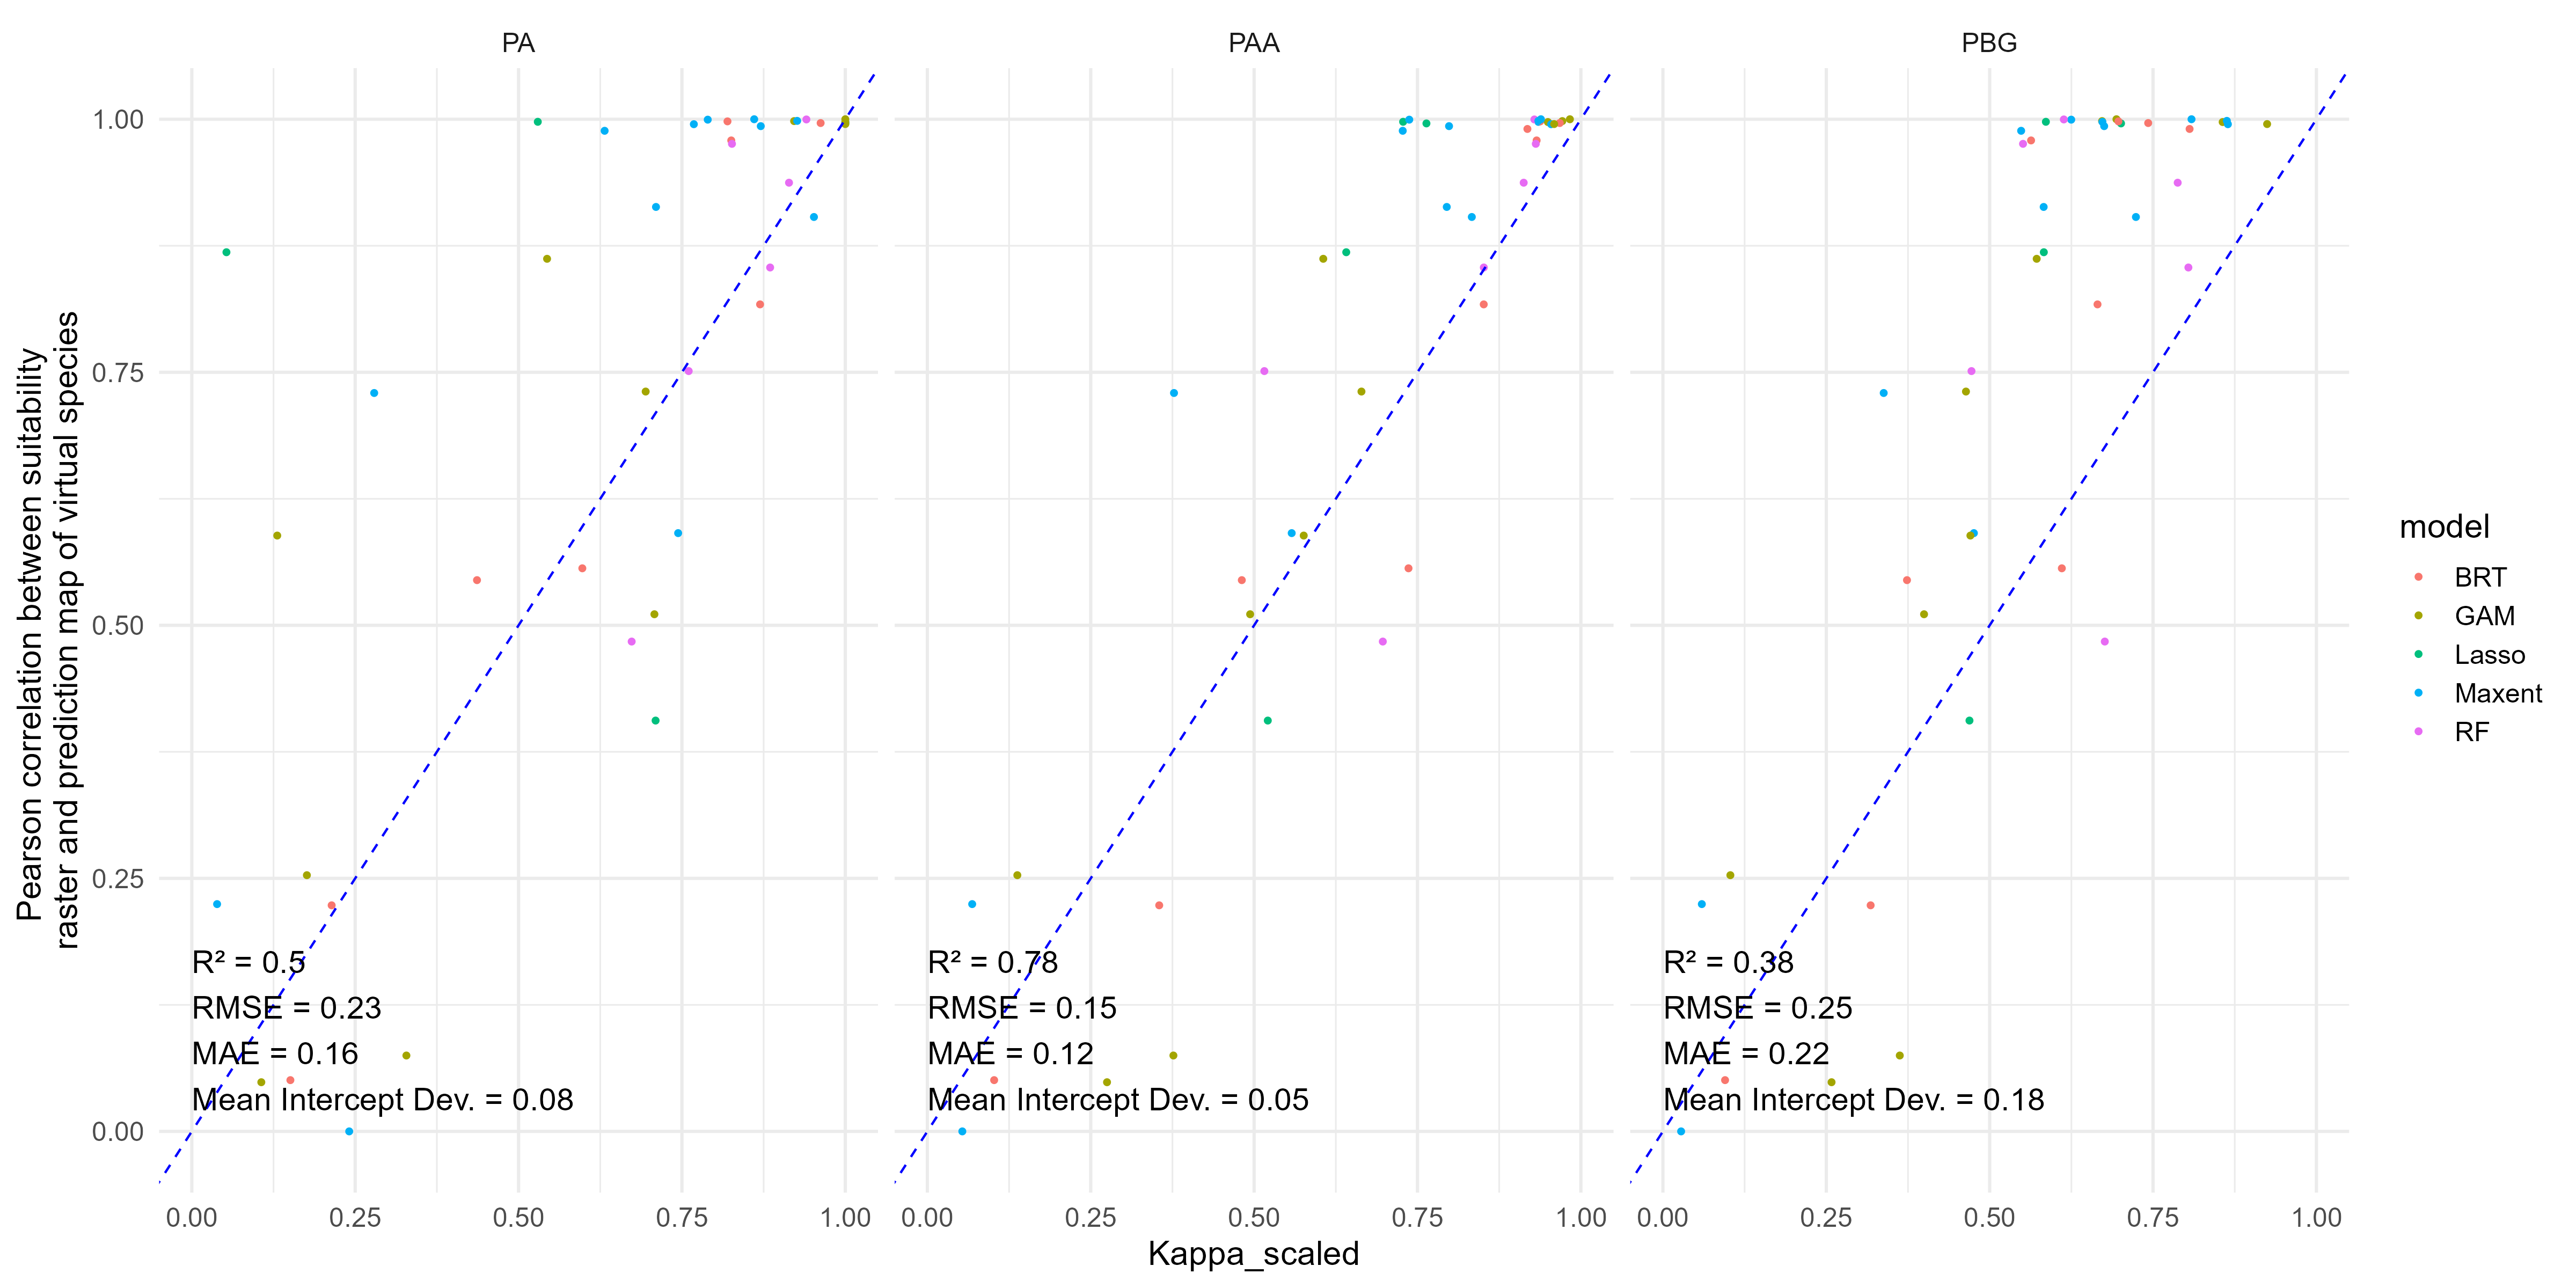 PA
PAA
PBG
Pearson correlation between suitability
raster and prediction map of virtual species
1.00
0.75
0.50
0.25
0.00
R² = 0.5
RMSE = 0.23
MAE = 0.16
Mean Intercept Dev. = 0.08
R² = 0.78
RMSE = 0.15
MAE = 0.12
Mean Intercept Dev. = 0.05
R² = 0.38
RMSE = 0.25
MAE = 0.22
Mean Intercept Dev. = 0.18
0.00 0.25 0.50 0.75 1.00
0.00 0.25 0.50 0.75 1.00
0.00 0.25 0.50 0.75 1.00
Kappa_scaled
model
BRT
GAM
Lasso
Maxent
RF